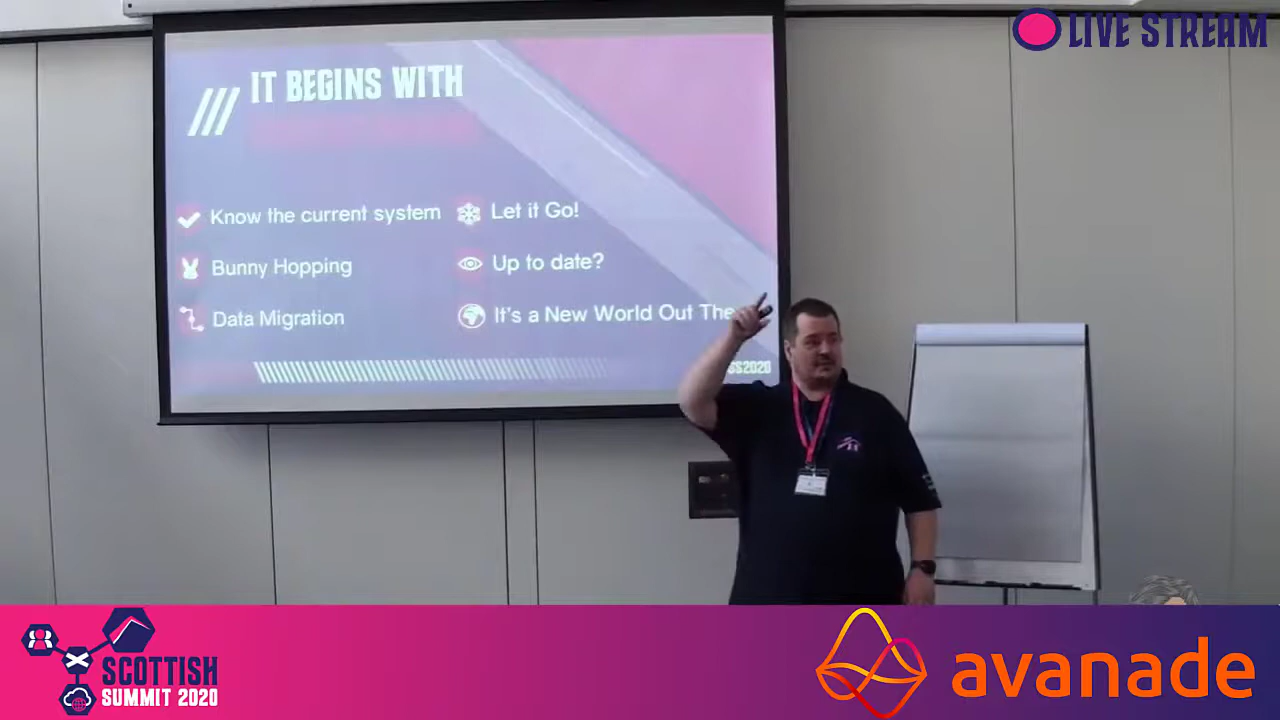 LIVE STREAM
IT BEGINS WITH
Know the current system
Let it Go!
Bunny Hopping
Up to date?
Data Migration
It's a New World Out The
SS2020
SCOTTISH
SUMMIT 2020
avanade